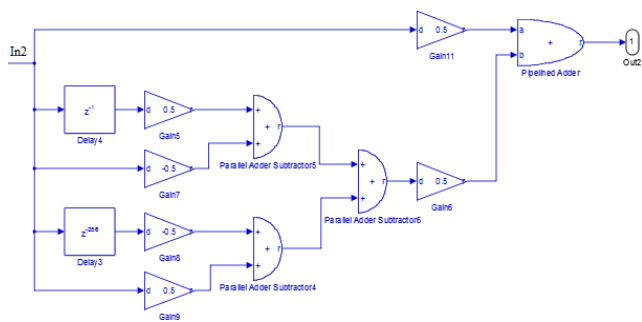 In2
d 0.5 r
Gain11
a
+ r
b
Pipelined Adder
1
Out2
z-1
Delay4
d 0.5 r
Gain5
+
+ r
+
Parallel Adder Subtractor5
d -0.5 r
Gain7
+
+ r
+
Parallel Adder Subtractor6
d 0.5 r
Gain6
z-256
Delay3
d -0.5 r
Gain8
+
+ r
+
Parallel Adder Subtractor4
d 0.5 r
Gain9